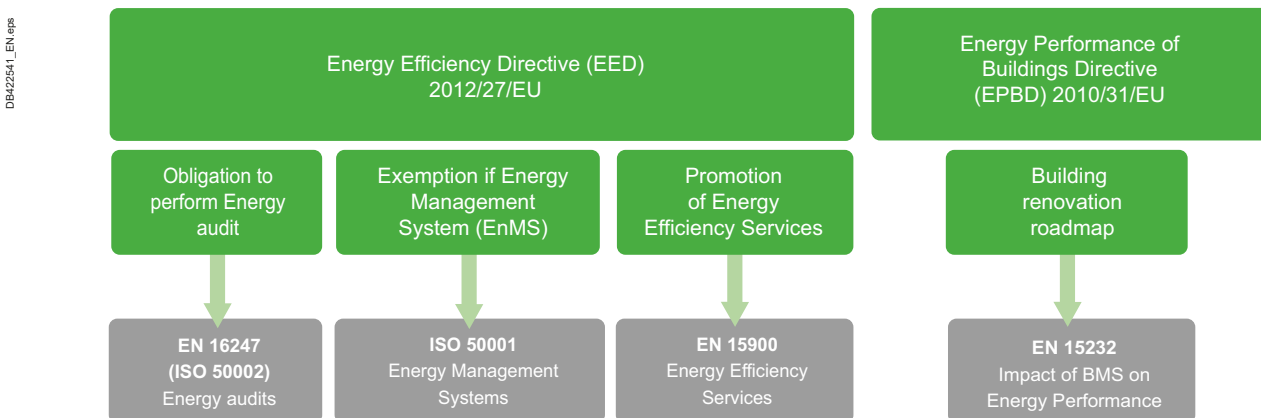 DB422541_EN.eps
Energy Efficiency Directive (EED)
2012/27/EU
Energy Performance of
Buildings Directive
(EPBD) 2010/31/EU
Obligation to
perform Energy
audit
Exemption if Energy
Management
System (EnMS)
Promotion
of Energy
Efficiency Services
Building
renovation
roadmap
EN 16247
(ISO 50002)
Energy audits
ISO 50001
Energy Management
Systems
EN 15900
Energy Efficiency
Services
EN 15232
Impact of BMS on
Energy Performance